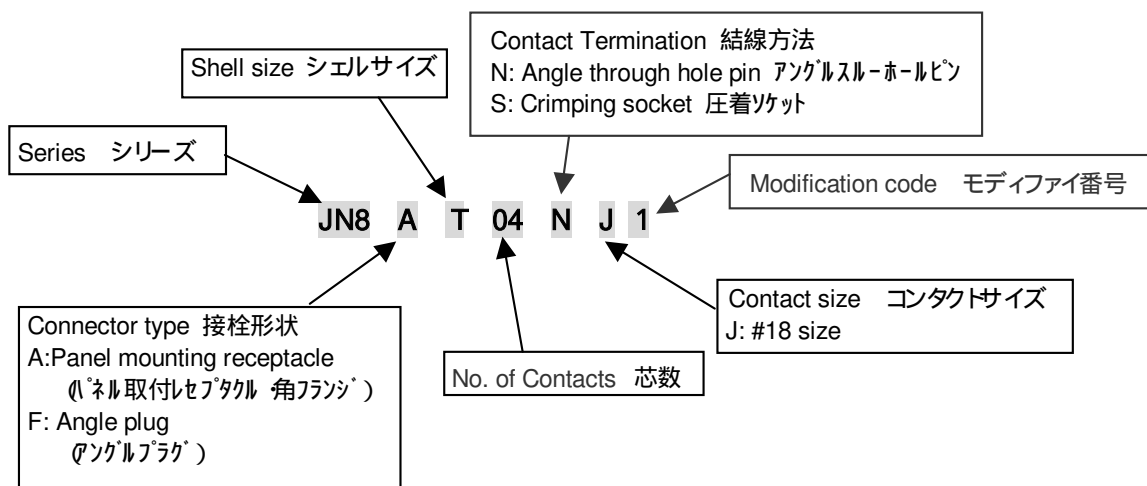 Contact Termination 結線方法
N: Angle through hole pin アングルスルーホールピン
S: Crimping socket 圧着ソケット
Shell size シェルサイズ
Series シリーズ
Modification code モディファイ番号
JN8 A T 04 N J 1
Connector type 接栓形状
A:Panel mounting receptacle
(パネル取付レセプタクル 角フランジ)
F: Angle plug
(アングルプラグ)
No. of Contacts 芯数
Contact size コンタクトサイズ
J: #18 size